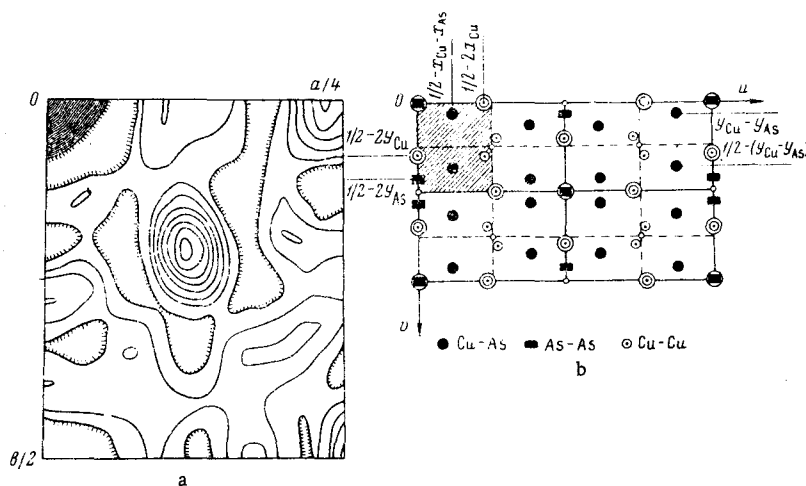 0
a/4
в/2
a
1/2-x_Cu-x_As
1/2-2x_Cu
0
u
1/2-2y_Cu
1/2-2y_As
y_Cu-y_As
1/2-(y_Cu-y_As
υ
Cu-As
As-As
Cu-Cu
b